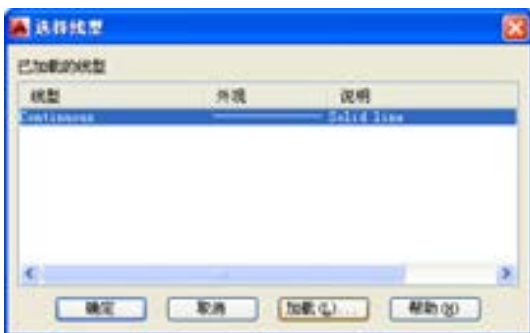 选择线型
已加载的线型
线型 外观 说明
Continuous Solid line
确定 取消 加载(L)... 帮助(H)